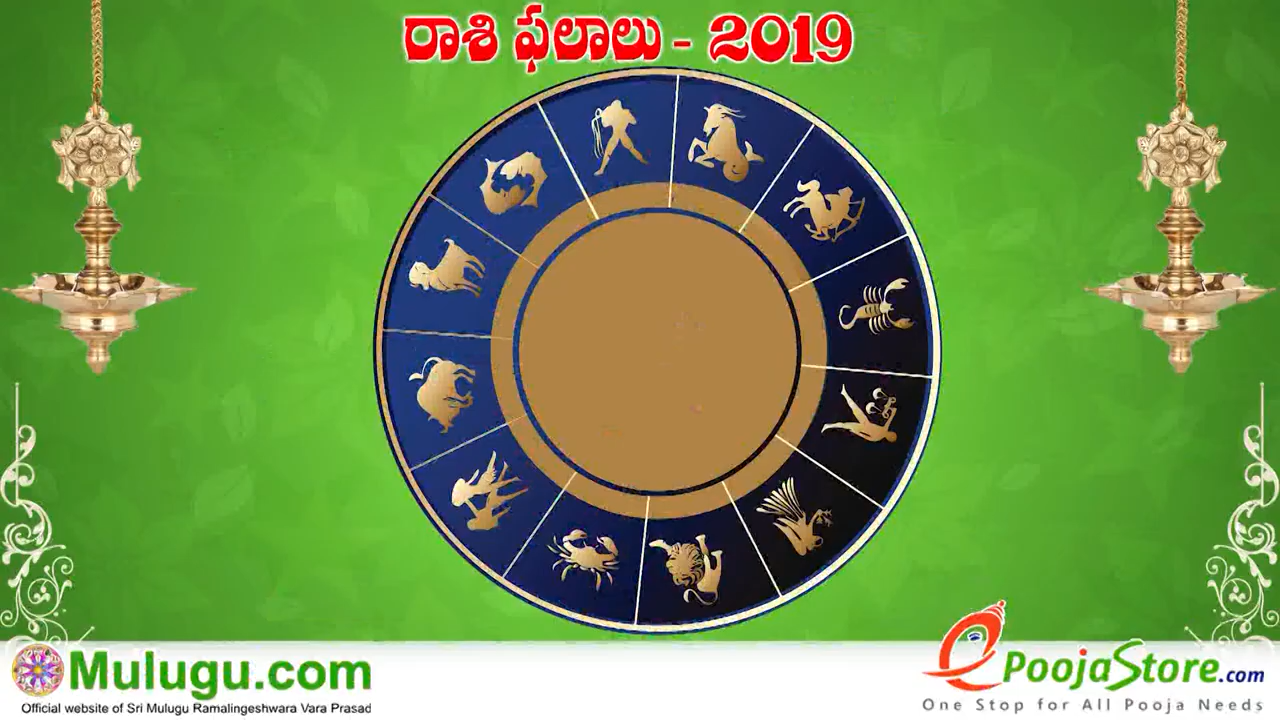 రాశి ఫలాలు - 2019
Mulugu.com
Official website of Sri Mulugu Ramalingeshwara Vara Prasad
ePoojaStore.com
One Stop for All Pooja Needs